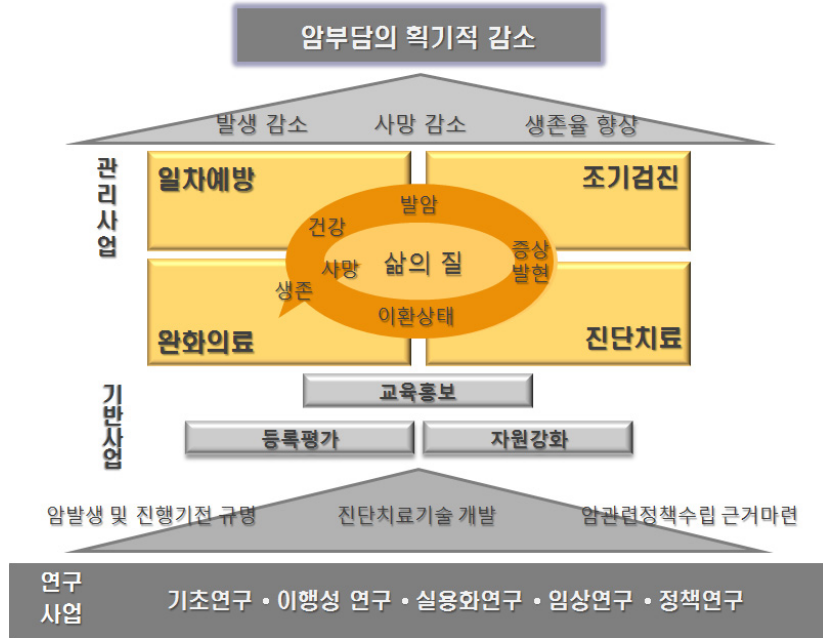 암부담의 획기적 감소
발생 감소 사망 감소 생존율 향상
관리사업
일차예방
조기검진
발암
건강
증상
발현
사망
삶의 질
생존
이환상태
완화의료
진단치료
기반사업
교육홍보
등록평가
자원강화
암발생 및 진행기전 규명 진단치료기술 개발 암관련정책수립 근거마련
연구
사업
기초연구 • 이행성 연구 • 실용화연구 • 임상연구 • 정책연구